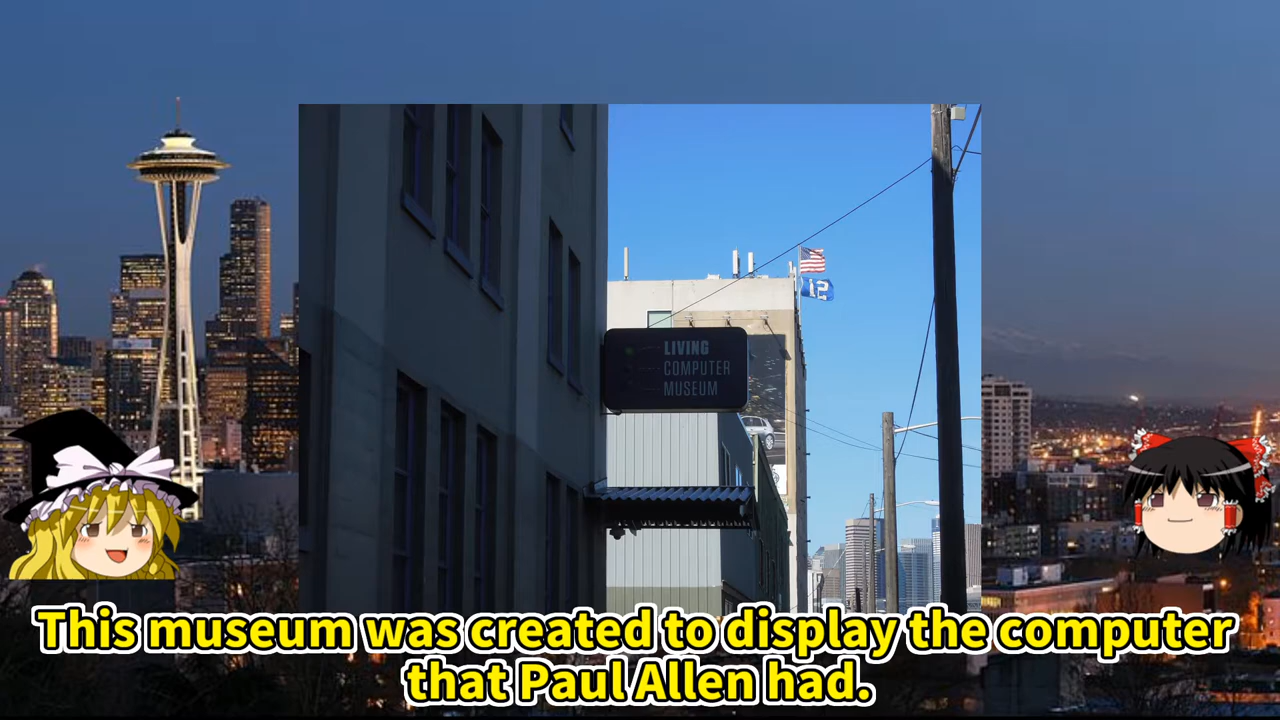 12
LIVING
COMPUTER
MUSEUM
This museum was created to display the computer
that Paul Allen had.